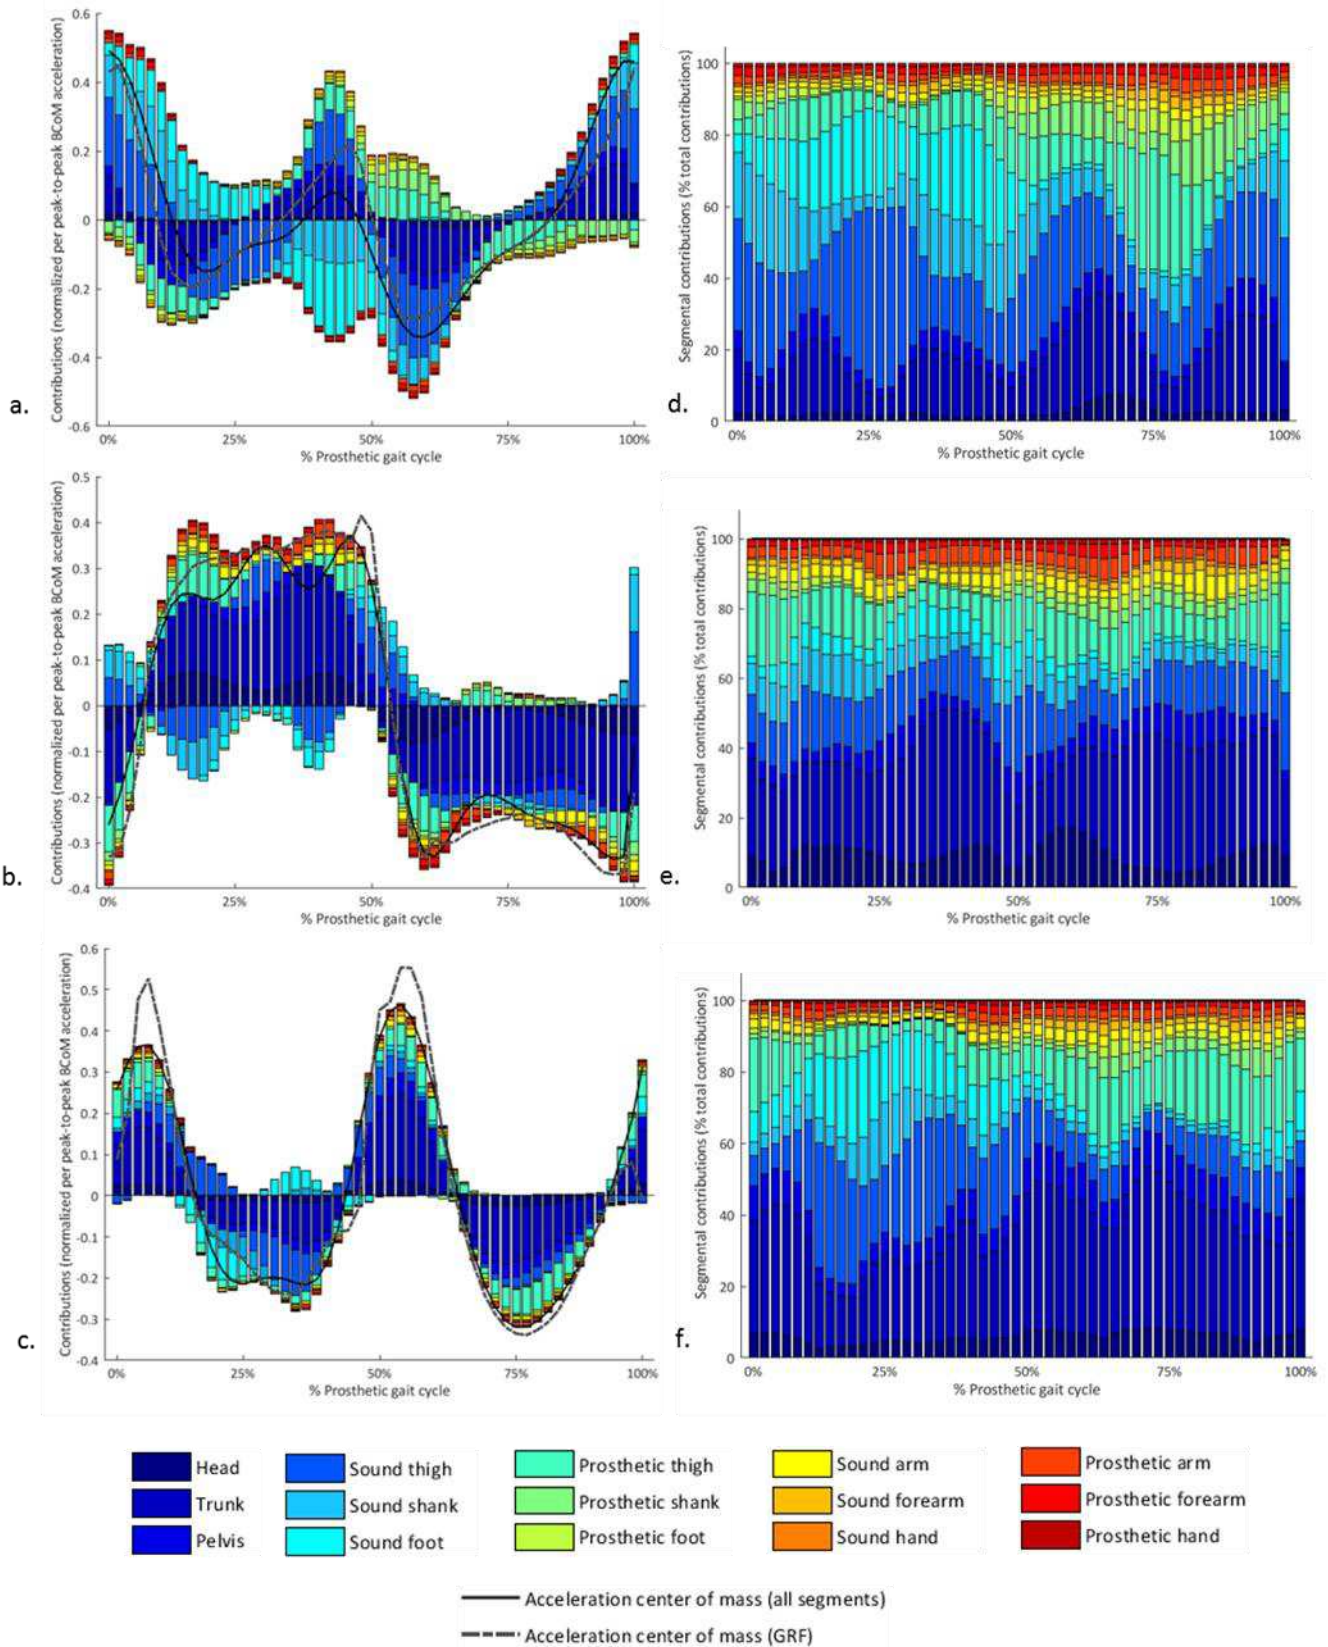 Contributions (normalized per peak-to-peak BCoM acceleration)
0.6
0.4
0.2
0
-0.2
-0.4
-0.6
0%
25%
50%
75%
100%
% Prosthetic gait cycle
a.
Segmental contributions (% total contributions)
100
80
60
40
20
0
0%
25%
50%
75%
100%
% Prosthetic gait cycle
d.
Contributions (normalized per peak-to-peak BCoM acceleration)
0.5
0.4
0.3
0.2
0.1
0
-0.1
-0.2
-0.3
-0.4
0%
25%
50%
75%
100%
% Prosthetic gait cycle
b.
Segmental contributions (% total contributions)
100
80
60
40
20
0
0%
25%
50%
75%
100%
% Prosthetic gait cycle
e.
Contributions (normalized per peak-to-peak BCoM acceleration)
0.6
0.5
0.4
0.3
0.2
0.1
0
-0.1
-0.2
-0.3
-0.4
0%
25%
50%
75%
100%
% Prosthetic gait cycle
c.
Segmental contributions (% total contributions)
100
80
60
40
20
0
0%
25%
50%
75%
100%
% Prosthetic gait cycle
f.
Head
Trunk
Pelvis
Sound thigh
Sound shank
Sound foot
Prosthetic thigh
Prosthetic shank
Prosthetic foot
Sound arm
Sound forearm
Sound hand
Prosthetic arm
Prosthetic forearm
Prosthetic hand
Acceleration center of mass (all segments)
Acceleration center of mass (GRF)